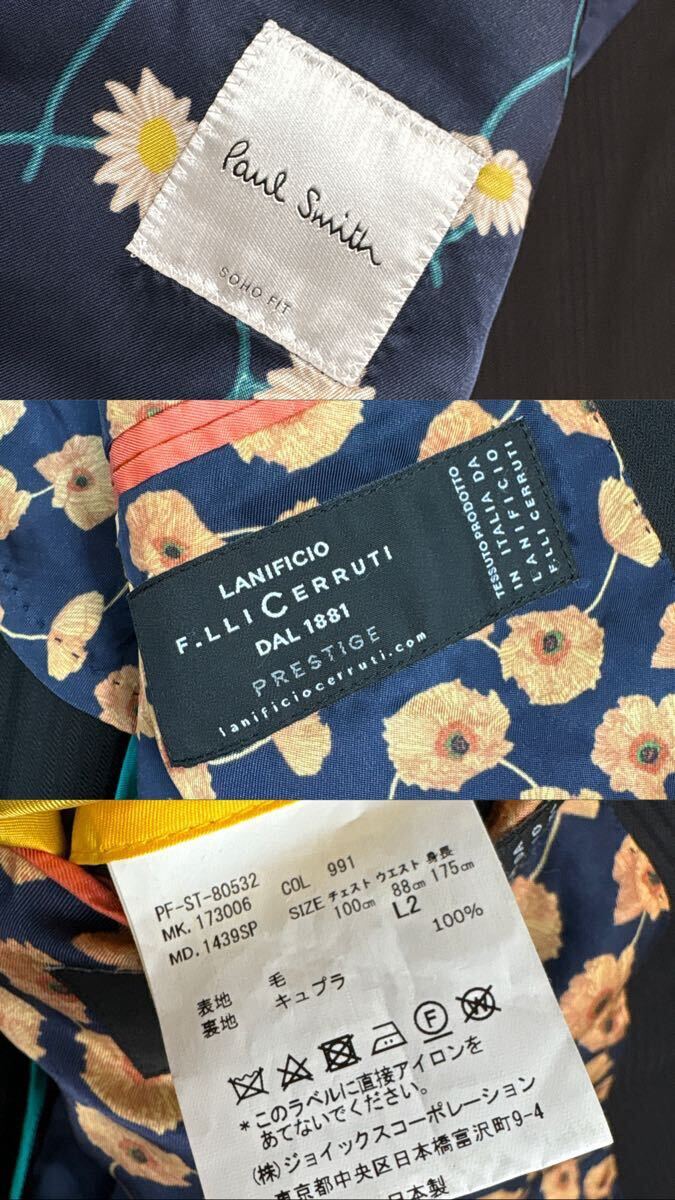 Paul Smith
SOHO FIT
LANIFICIO
F.LLI CERRUTI
DAL 1881
PRESTIGE
lanificiocerruti.com
TESSUTO PRODOTTO
IN ITALIA DA
LANIFICIO
F.LLI CERRUTI
PF-ST-80532
MK. 173006
MD. 1439SP
COL 991
SIZE チェスト ウエスト 身長
100cm 88cm 175cm
L2
表地 毛 100%
裏地 キュプラ
F W
*このラベルに直接アイロンを
あてないでください。
(株)ジョイックスコーポレーション
東京都中央区日本橋富沢町9-4
日本製